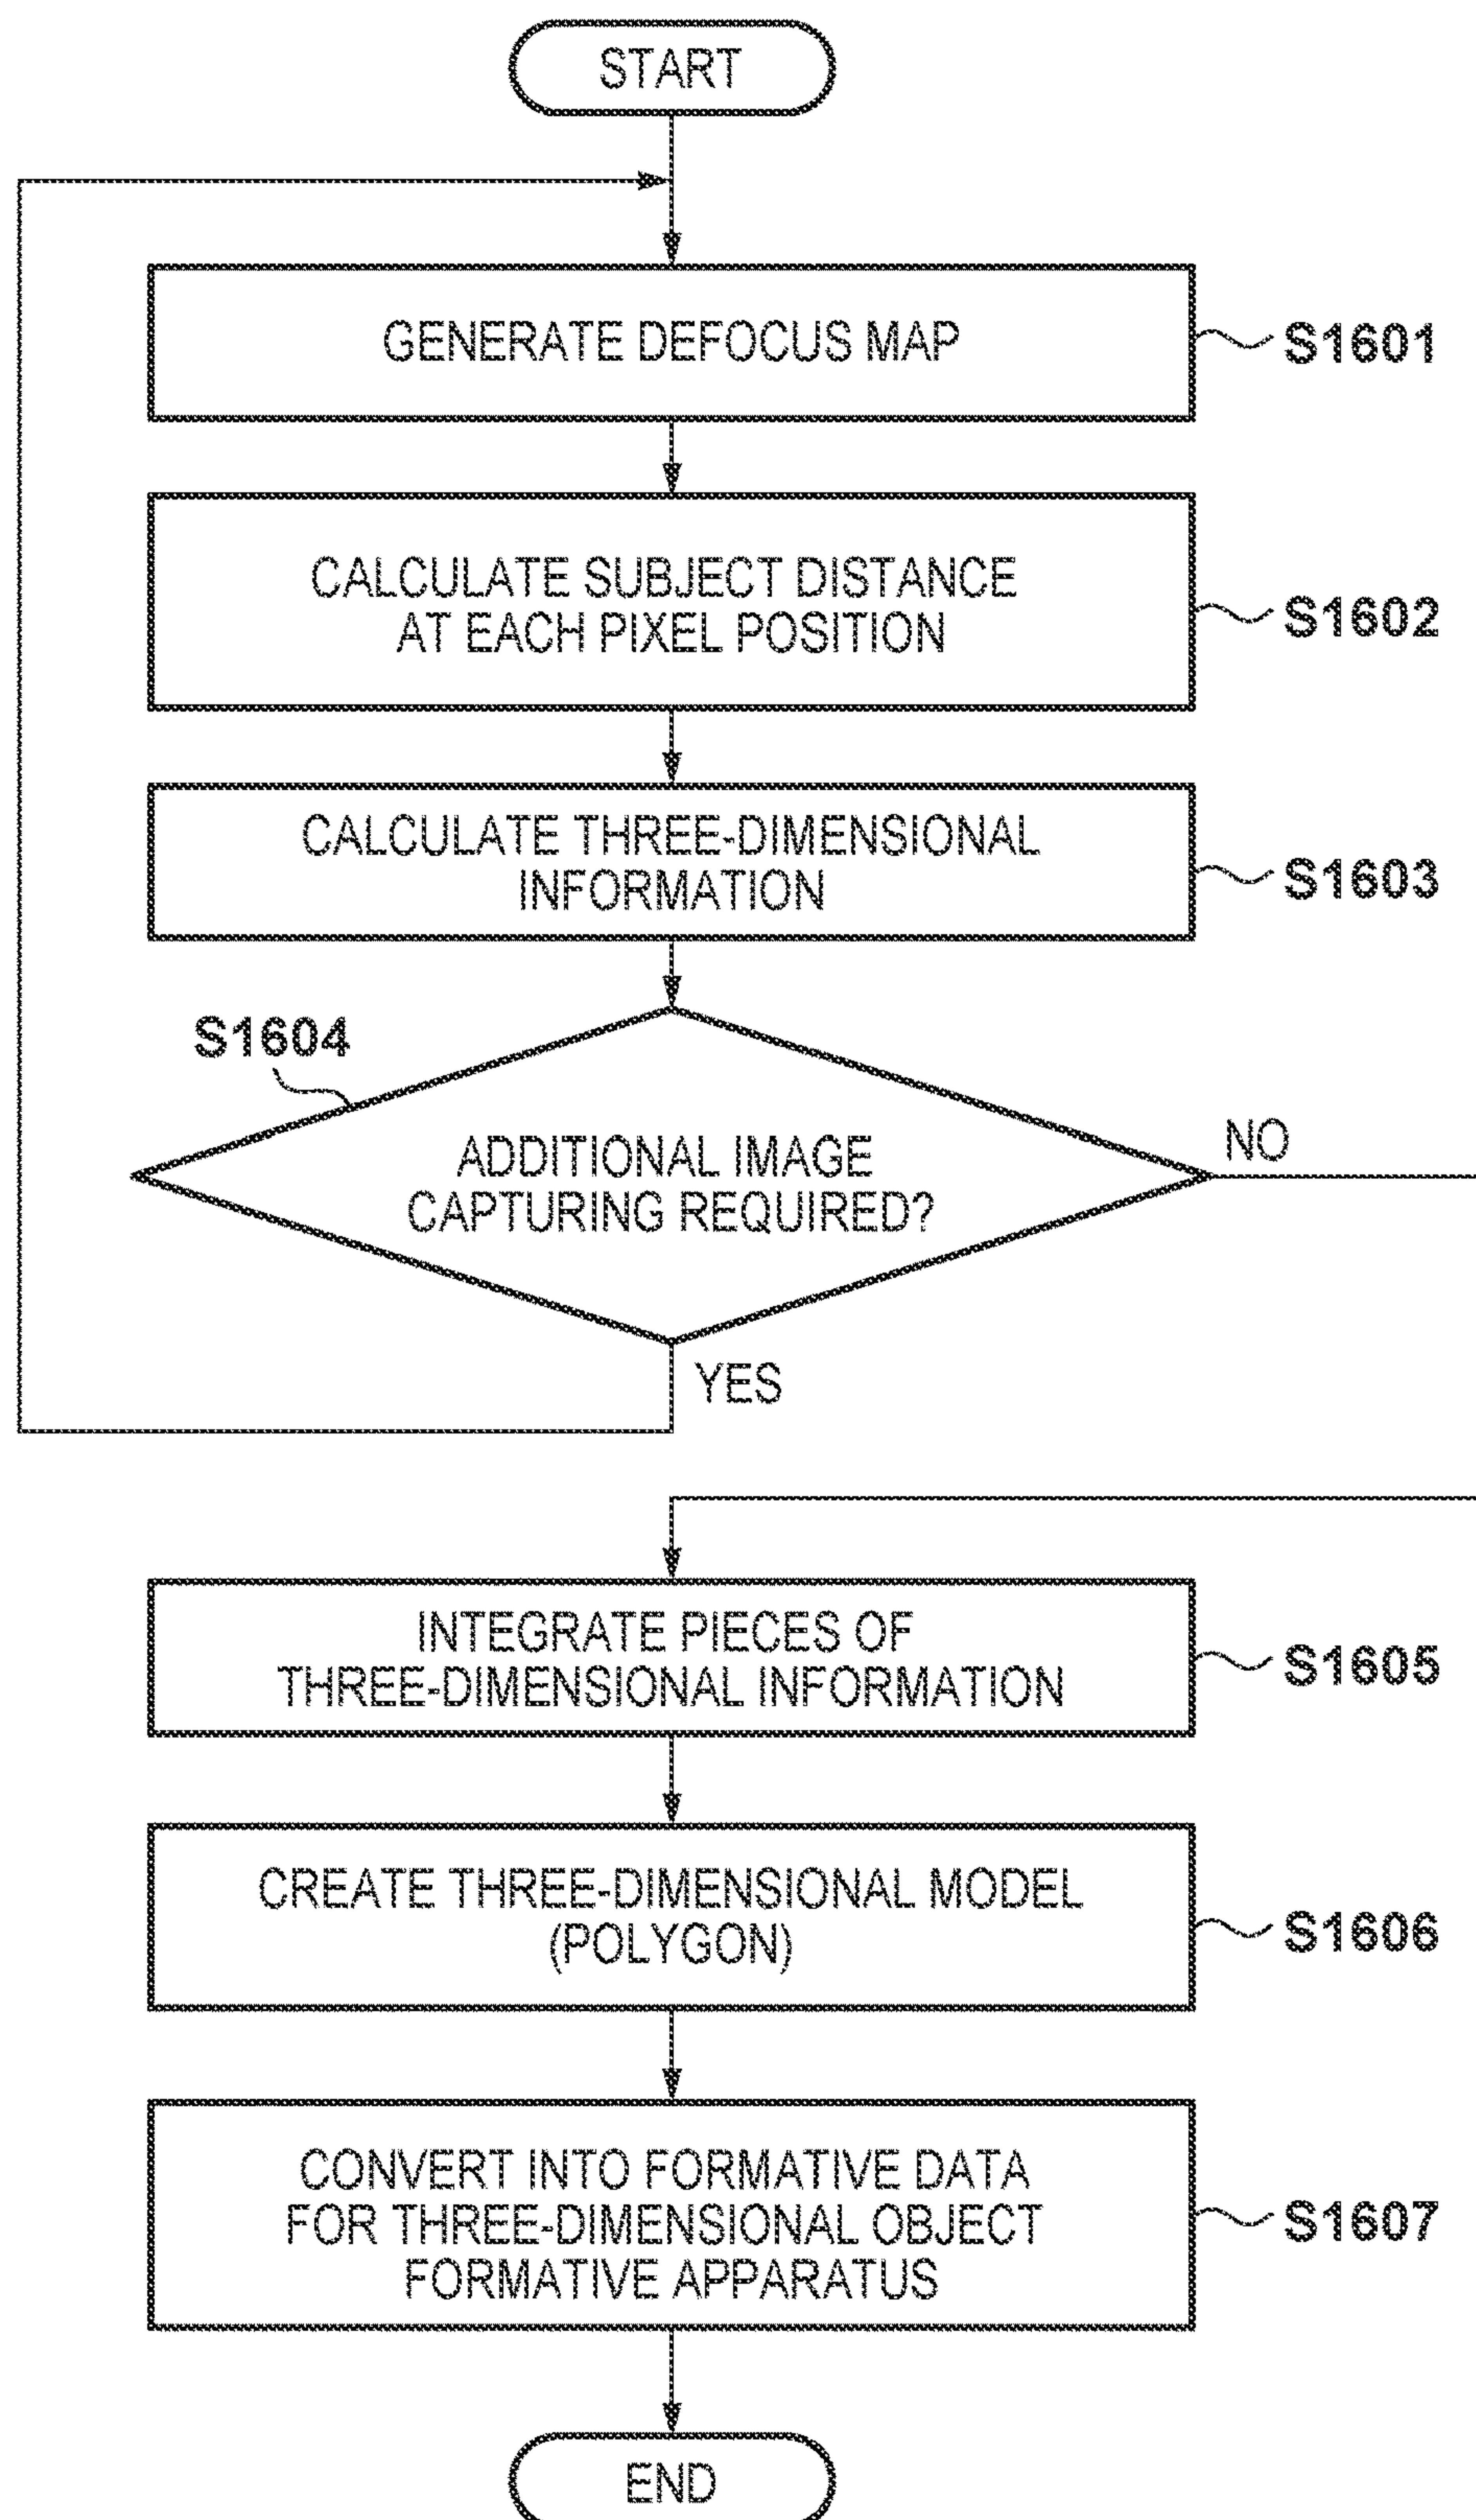 START
GENERATE DEFOCUS MAP
S1601
CALCULATE SUBJECT DISTANCE
AT EACH PIXEL POSITION
S1602
CALCULATE THREE-DIMENSIONAL
INFORMATION
S1603
S1604
ADDITIONAL IMAGE
CAPTURING REQUIRED?
NO
YES
INTEGRATE PIECES OF
THREE-DIMENSIONAL INFORMATION
S1605
CREATE THREE-DIMENSIONAL MODEL
(POLYGON)
S1606
CONVERT INTO FORMATIVE DATA
FOR THREE-DIMENSIONAL OBJECT
FORMATIVE APPARATUS
S1607
END